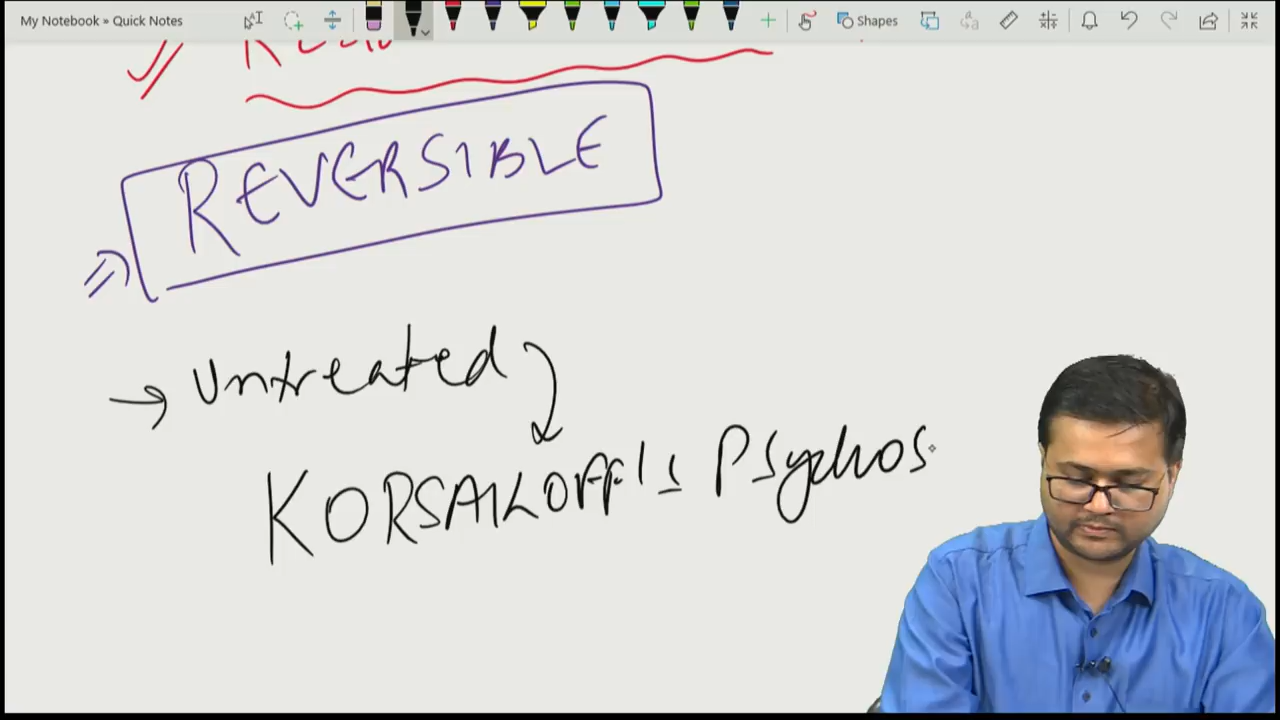 My Notebook » Quick Notes Shapes
REVERSIBLE
→ Untreated
KORSAKOFF's Psychos